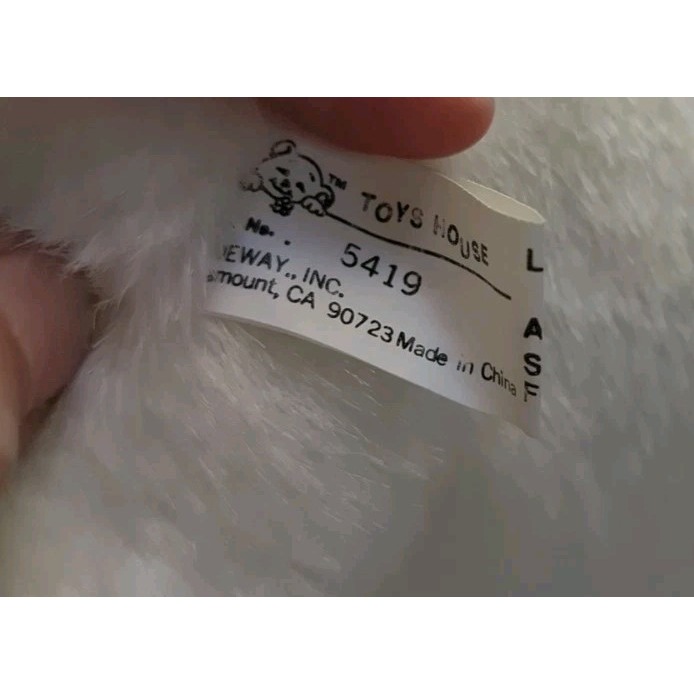 TM TOYS HOUSE
No. 5419
EWAY., INC.
mount, CA 90723 Made in China
L
A
S
F